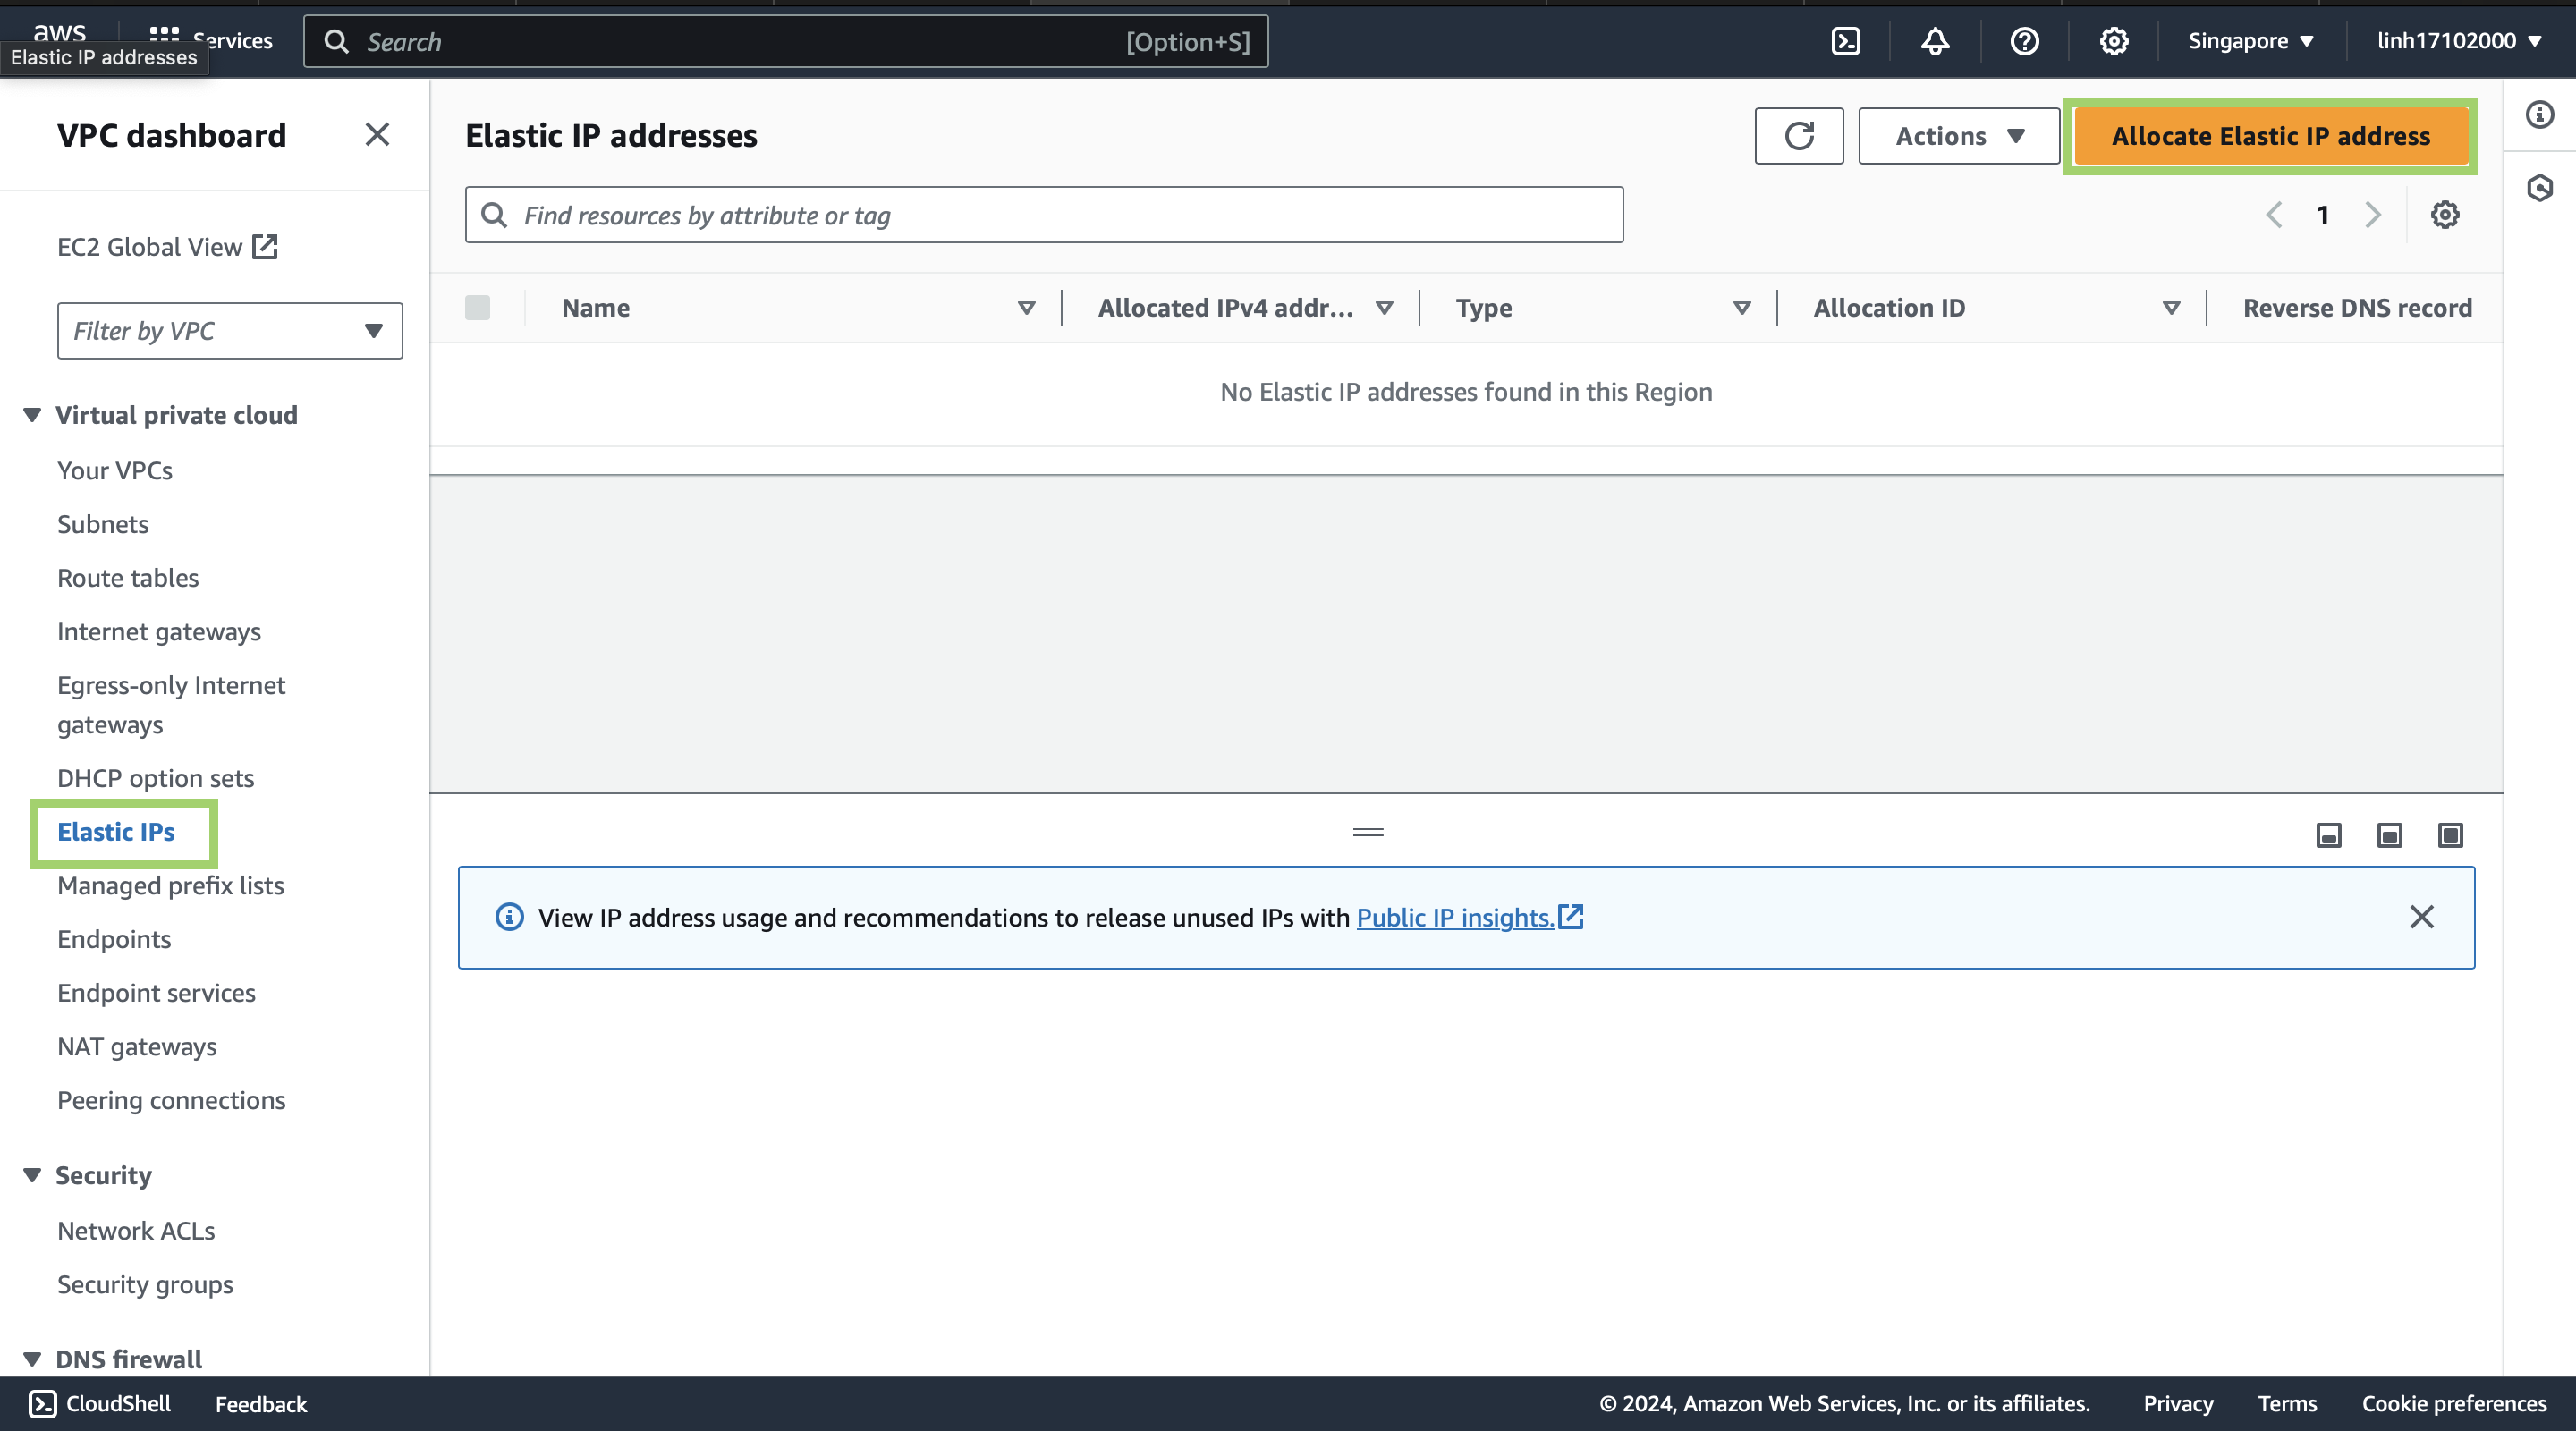 aws
Services
Search
[Option+S]
Singapore
linh17102000
Elastic IP addresses
VPC dashboard
EC2 Global View
Filter by VPC
Virtual private cloud
Your VPCs
Subnets
Route tables
Internet gateways
Egress-only Internet
gateways
DHCP option sets
Elastic IPs
Managed prefix lists
Endpoints
Endpoint services
NAT gateways
Peering connections
Security
Network ACLs
Security groups
DNS firewall
Elastic IP addresses
Actions
Allocate Elastic IP address
Find resources by attribute or tag
1
Name
Allocated IPv4 addr...
Type
Allocation ID
Reverse DNS record
No Elastic IP addresses found in this Region
View IP address usage and recommendations to release unused IPs with Public IP insights.
CloudShell
Feedback
© 2024, Amazon Web Services, Inc. or its affiliates.
Privacy
Terms
Cookie preferences